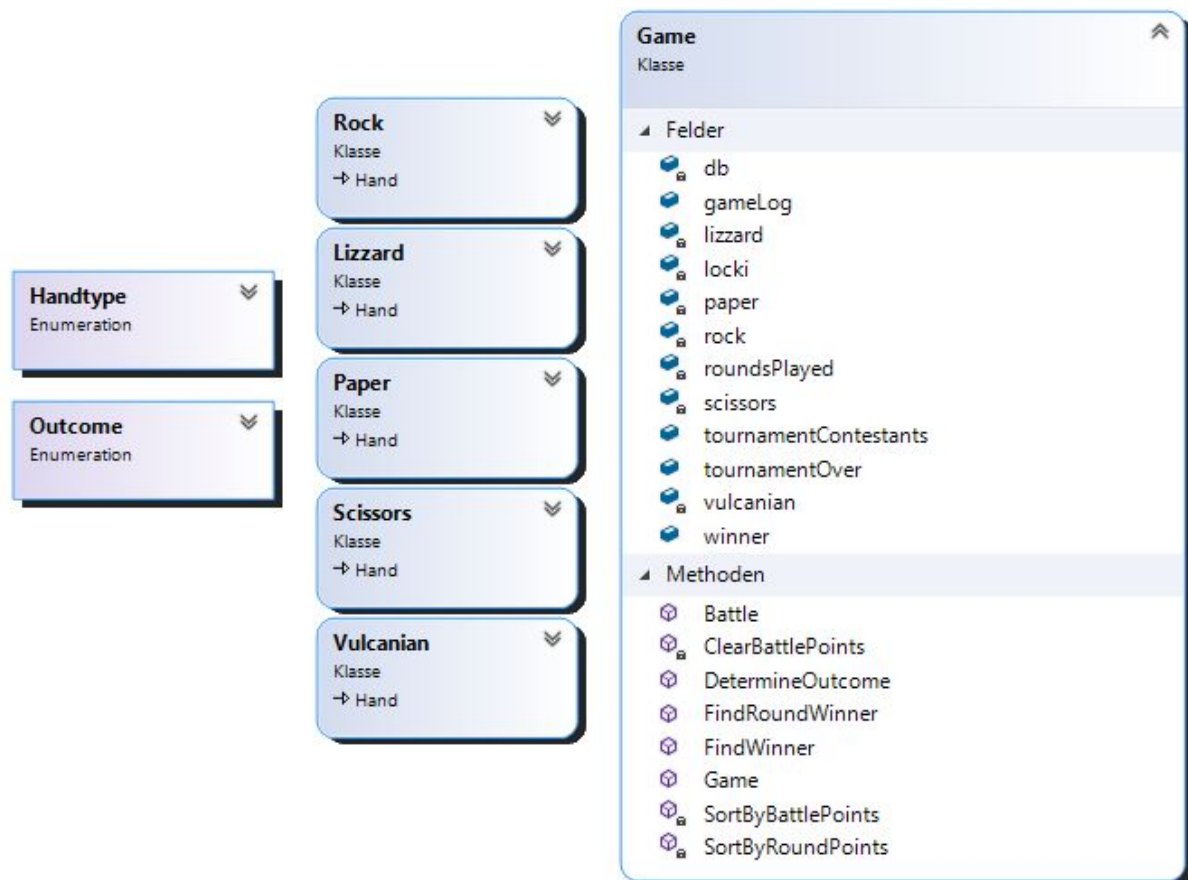 Handtype
Enumeration
Outcome
Enumeration
Rock
Klasse
Hand
Lizzard
Klasse
Hand
Paper
Klasse
Hand
Scissors
Klasse
Hand
Vulcanian
Klasse
Hand
Game
Klasse
Felder
db
gameLog
lizzard
locki
paper
rock
roundsPlayed
scissors
tournamentContestants
tournamentOver
vulcanian
winner
Methoden
Battle
ClearBattlePoints
DetermineOutcome
FindRoundWinner
FindWinner
Game
SortByBattlePoints
SortByRoundPoints